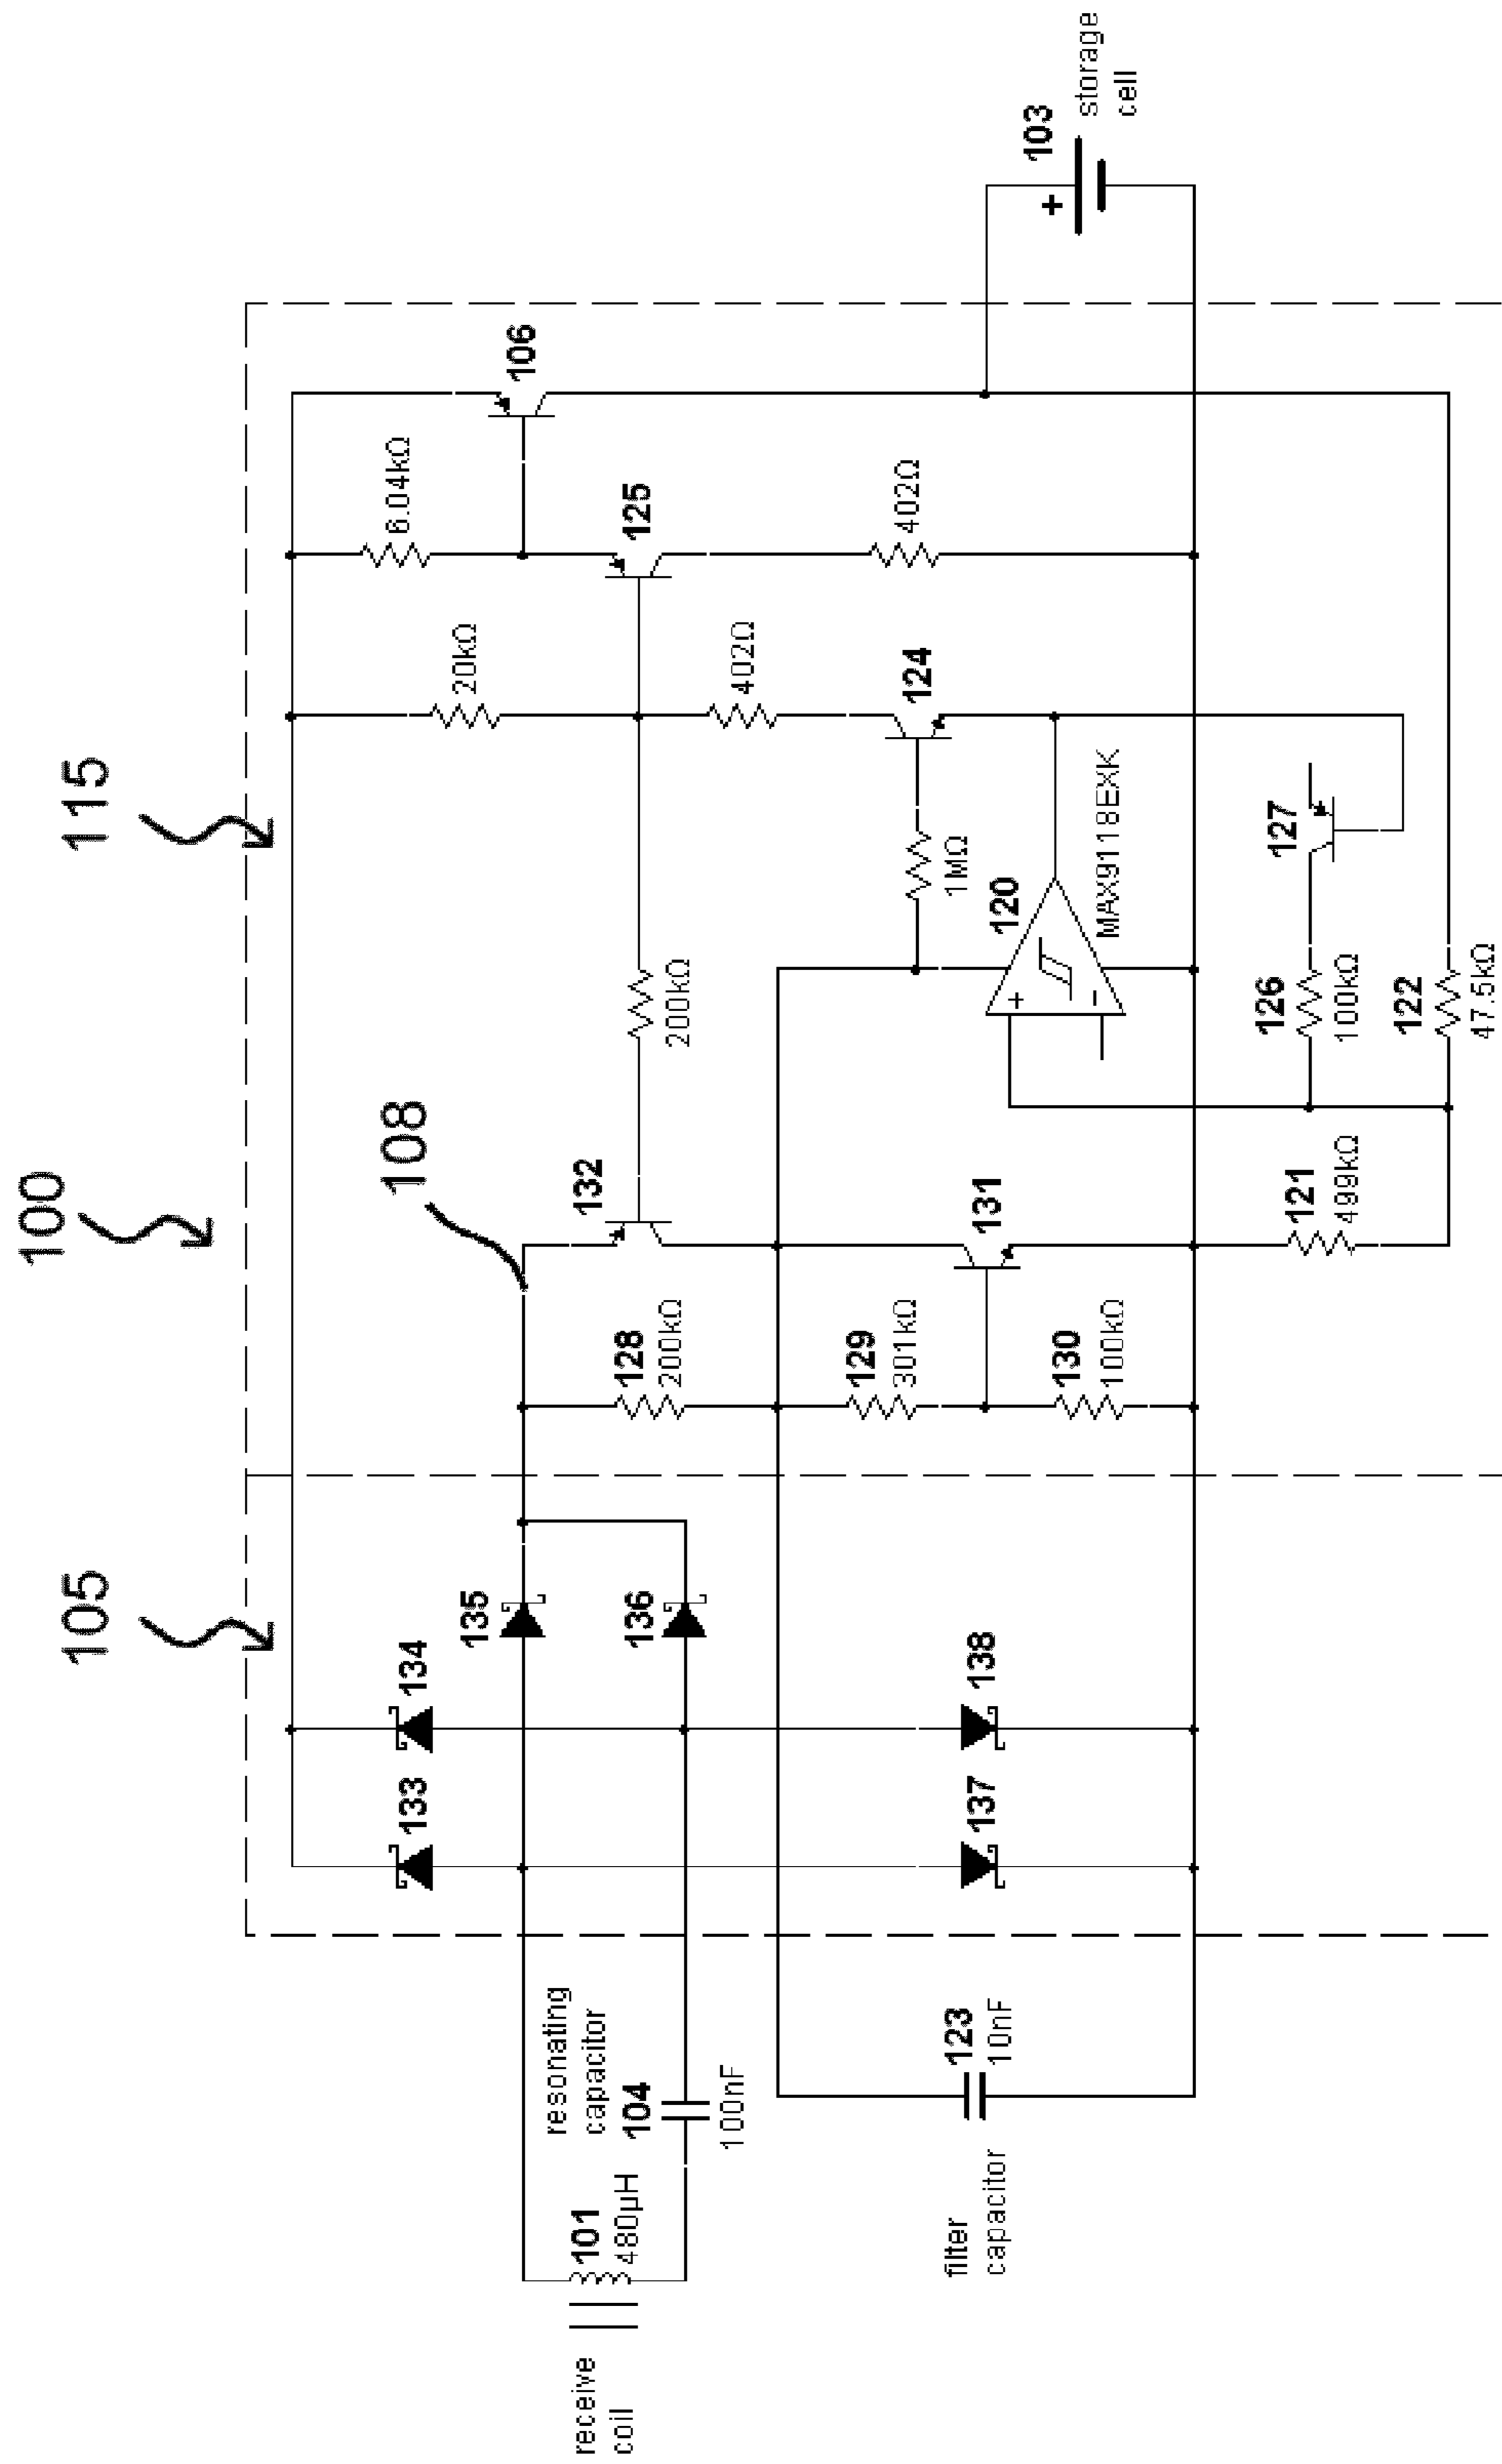 100
105
115
108
receive
coil
101
480µH
resonating
capacitor
104
100nF
filter
capacitor
123
10nF
133
134
135
136
137
138
128
200kΩ
129
301kΩ
130
100kΩ
132
131
121
499kΩ
200kΩ
20kΩ
6.04kΩ
402Ω
402Ω
1MΩ
120
+
-
MAX9118EXK
124
125
106
126
100kΩ
127
122
47.5kΩ
103
+
storage
cell